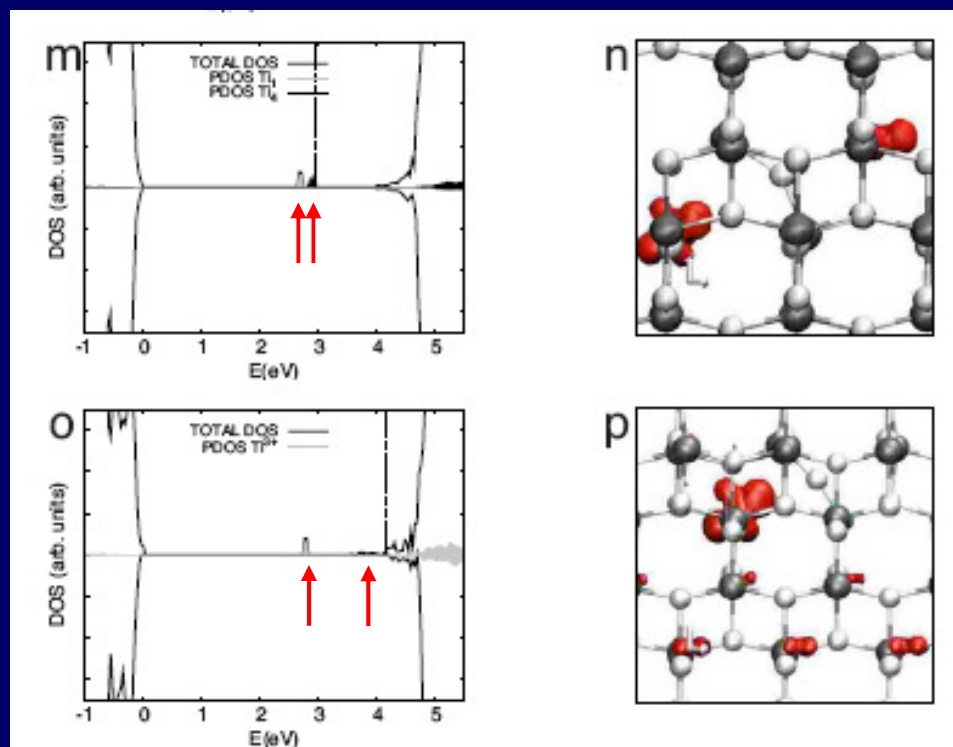 m
TOTAL DOS
PDOS Ti
PDOS Ti
DOS (arb. units)
-1 0 1 2 3 4 5
E(eV)
n
o
TOTAL DOS
PDOS Ti3+
DOS (arb. units)
-1 0 1 2 3 4 5
E(eV)
p